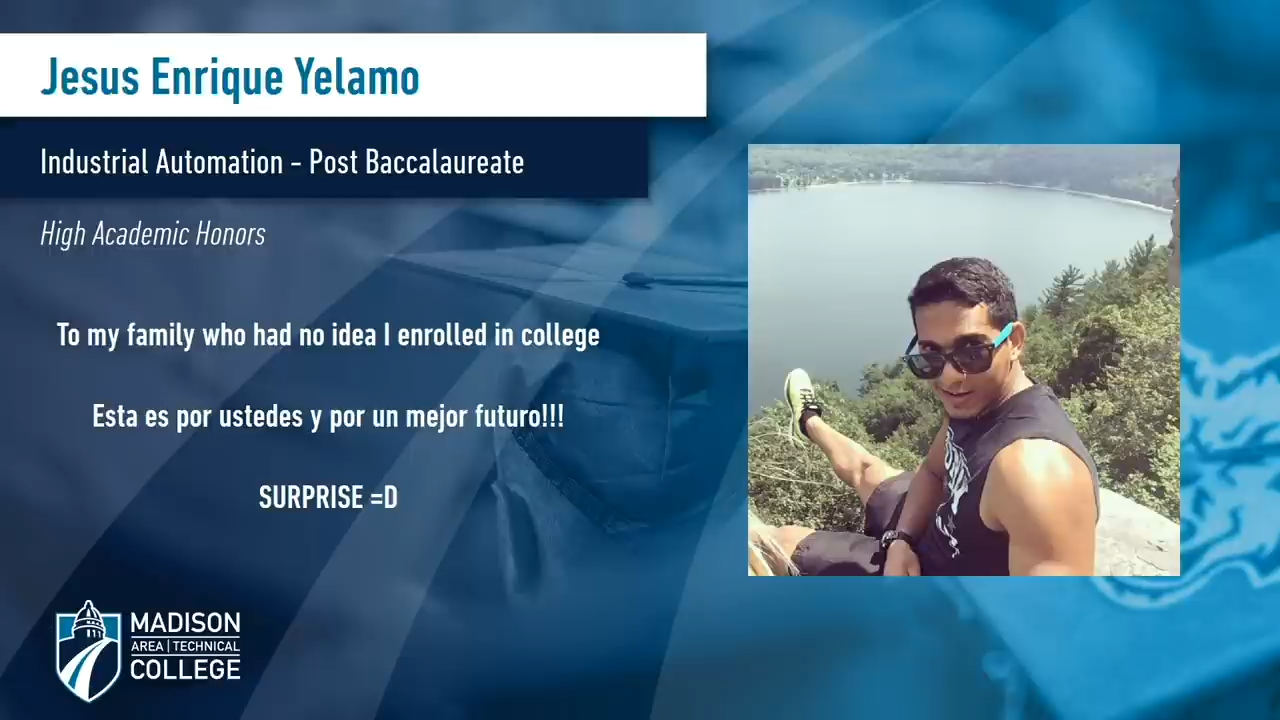 Jesus Enrique Yelamo
Industrial Automation - Post Baccalaureate
High Academic Honors
To my family who had no idea I enrolled in college
Esta es por ustedes y por un mejor futuro!!!
SURPRISE =D
MADISON
AREA | TECHNICAL
COLLEGE